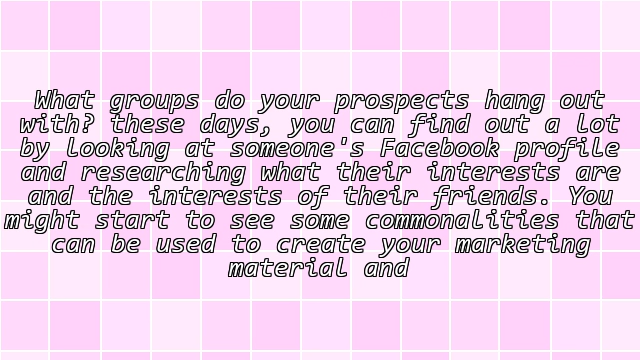 What groups do your prospects hang out
with? these days, you can find out a lot
by looking at someone's Facebook profile
and researching what their interests are
and the interests of their friends. You
might start to see some commonalities that
can be used to create your marketing
material and